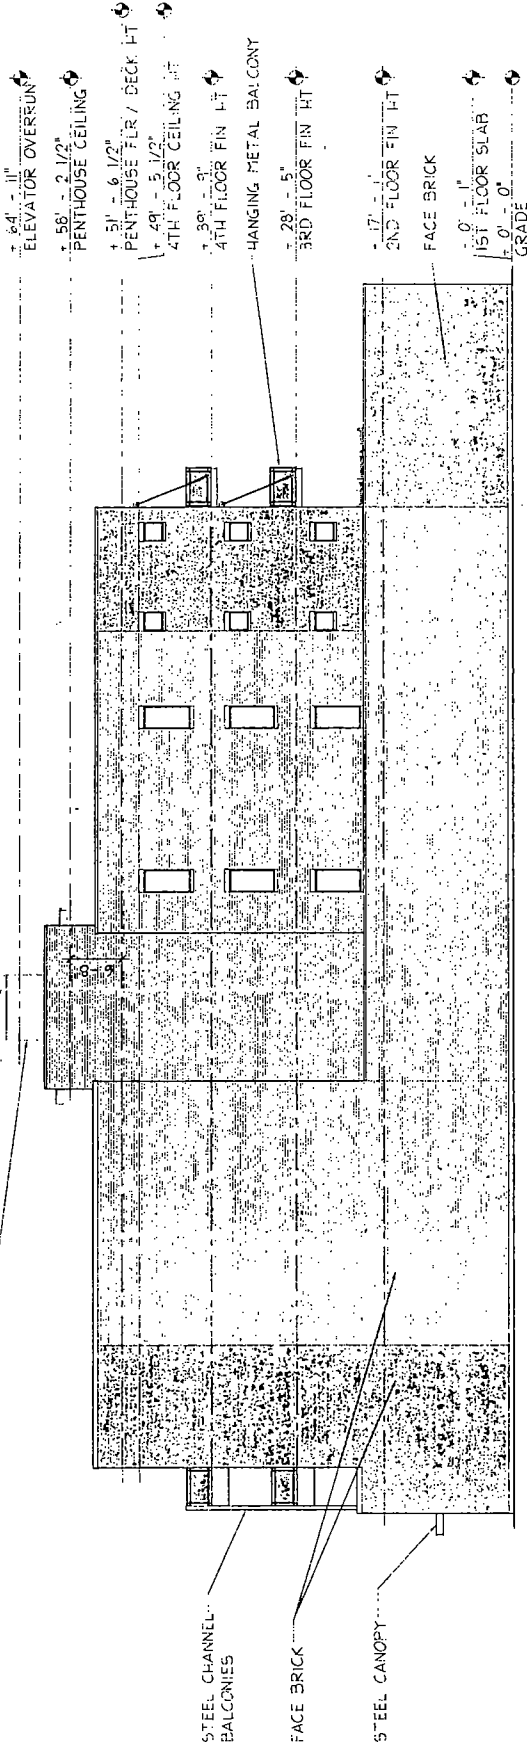 + 64' - 11"
ELEVATOR OVERRUN
+ 58' - 2 1/2"
PENTHOUSE CEILING
+ 51' - 6 1/2"
PENTHOUSE FLR / DECK HT
+ 49' - 5 1/2"
4TH FLOOR CEILING HT
+ 39' - 9"
4TH FLOOR FIN HT
HANGING METAL BALCONY
+ 28' - 5"
3RD FLOOR FIN HT
+ 17' - 1"
2ND FLOOR FIN HT
FACE BRICK
0' - 1"
1ST FLOOR SLAB
+ 0' 0"
GRADE
STEEL CHANNEL
BALCONIES
FACE BRICK
STEEL CANOPY